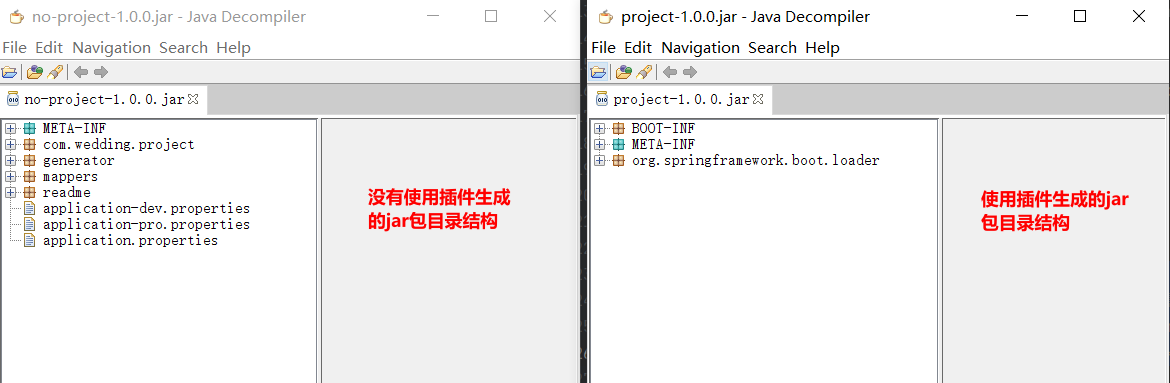 no-project-1.0.0.jar - Java Decompiler
File Edit Navigation Search Help
no-project-1.0.0.jar
META-INF
com.wedding.project
generator
mappers
readme
application-dev.properties
application-pro.properties
application.properties
没有使用插件生成
的jar包目录结构
project-1.0.0.jar - Java Decompiler
File Edit Navigation Search Help
project-1.0.0.jar
BOOT-INF
META-INF
org.springframework.boot.loader
使用插件生成的jar
包目录结构